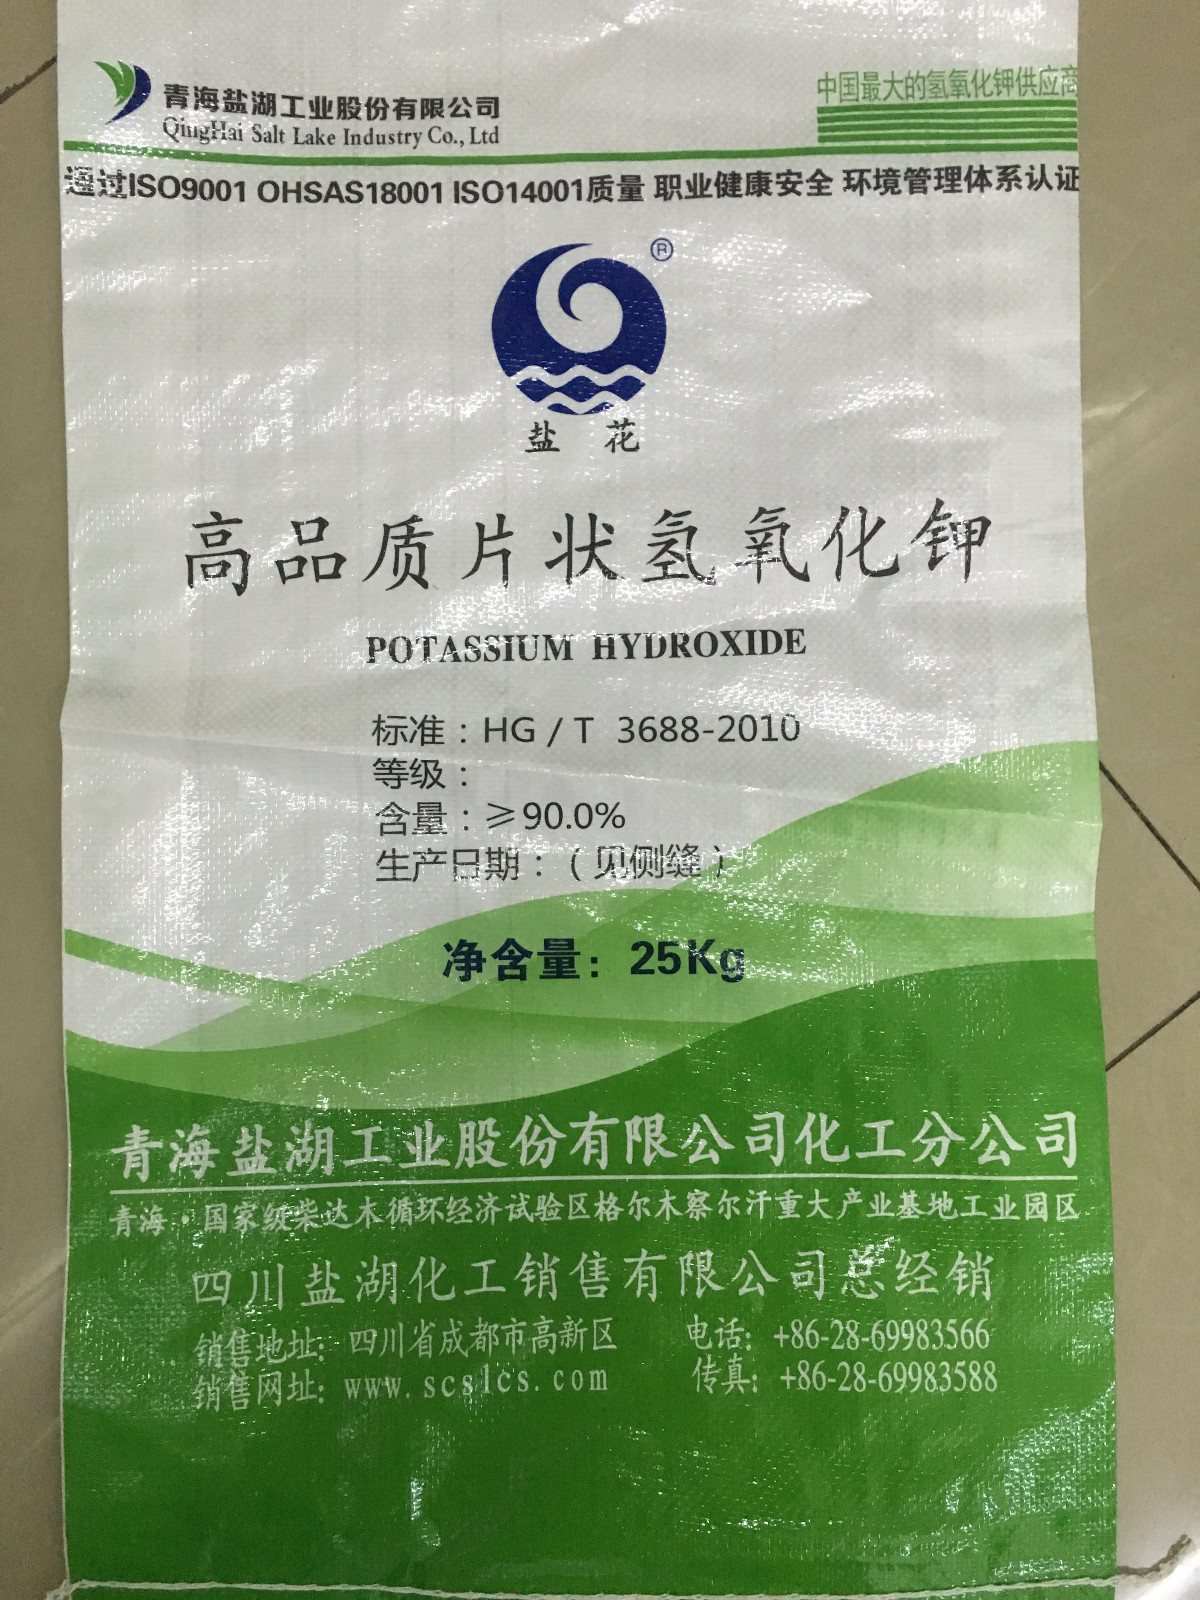 青海盐湖工业股份有限公司
QingHai Salt Lake Industry Co., Ltd
中国最大的氢氧化钾供应商
通过ISO9001 OHSAS18001 ISO14001质量 职业健康安全 环境管理体系认证
®
盐 花
高品质片状氢氧化钾
POTASSIUM HYDROXIDE
标准：HG / T 3688-2010
等级：
含量：≥90.0%
生产日期：（见侧缝）
净含量：25Kg
青海盐湖工业股份有限公司化工分公司
青海·国家级柴达木循环经济试验区格尔木察尔汗重大产业基地工业园区
四川盐湖化工销售有限公司总经销
销售地址：四川省成都市高新区 电话：+86-28-69983566
销售网址：www.scslcs.com 传真：+86-28-69983588